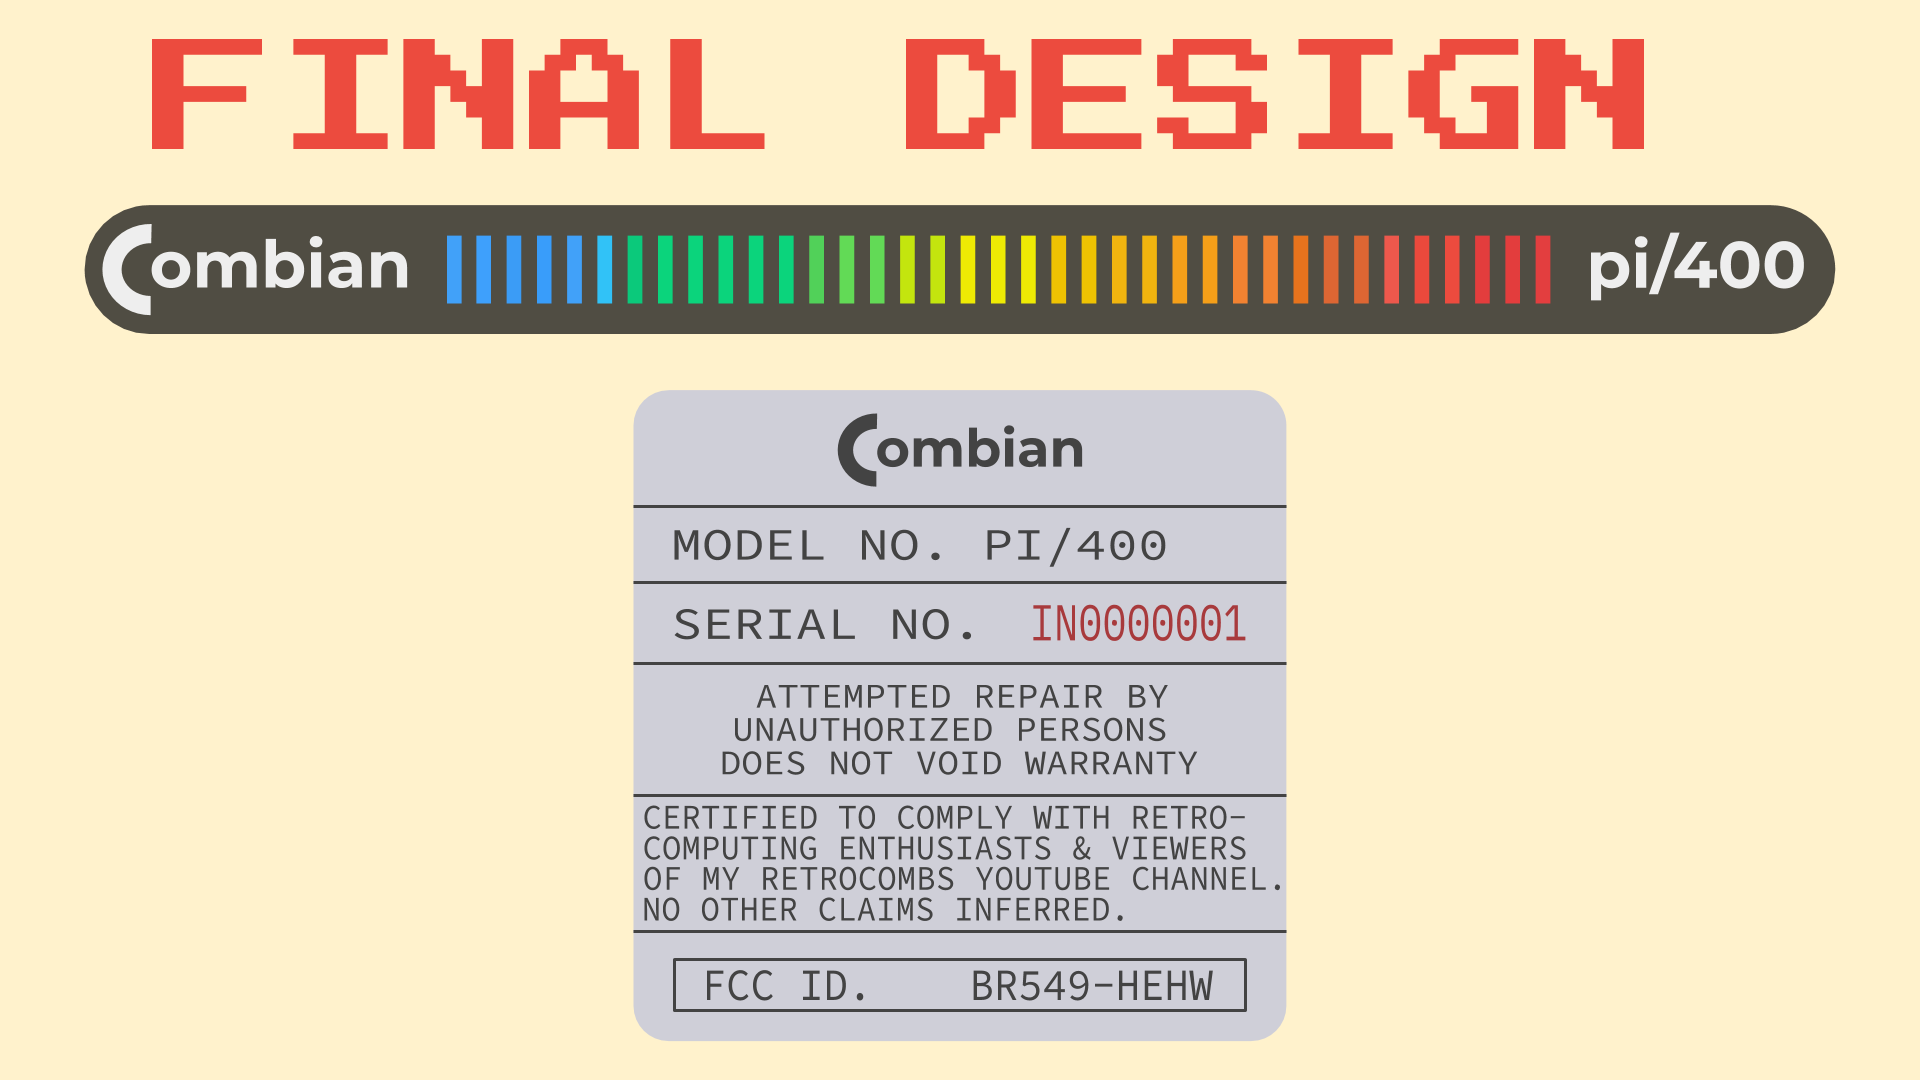 FINAL DESIGN
Combian pi/400
Combian
MODEL NO. PI/400
SERIAL NO. IN0000001
ATTEMPTED REPAIR BY
UNAUTHORIZED PERSONS
DOES NOT VOID WARRANTY
CERTIFIED TO COMPLY WITH RETRO-
COMPUTING ENTHUSIASTS & VIEWERS
OF MY RETROCOMBS YOUTUBE CHANNEL.
NO OTHER CLAIMS INFERRED.
FCC ID. BR549-HEHW